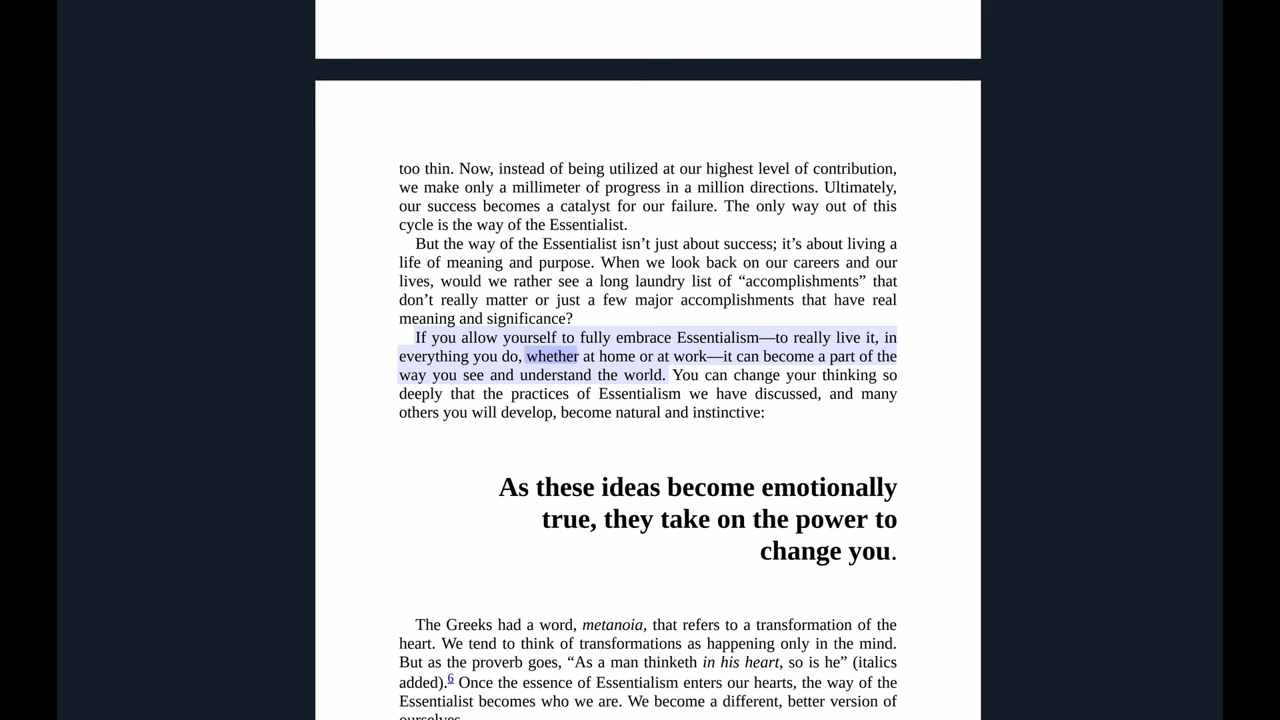 too thin. Now, instead of being utilized at our highest level of contribution,
we make only a millimeter of progress in a million directions. Ultimately,
our success becomes a catalyst for our failure. The only way out of this
cycle is the way of the Essentialist.
But the way of the Essentialist isn’t just about success; it’s about living a
life of meaning and purpose. When we look back on our careers and our
lives, would we rather see a long laundry list of “accomplishments” that
don’t really matter or just a few major accomplishments that have real
meaning and significance?
If you allow yourself to fully embrace Essentialism—to really live it, in
everything you do, whether at home or at work—it can become a part of the
way you see and understand the world. You can change your thinking so
deeply that the practices of Essentialism we have discussed, and many
others you will develop, become natural and instinctive:
As these ideas become emotionally
true, they take on the power to
change you.
The Greeks had a word, metanoia, that refers to a transformation of the
heart. We tend to think of transformations as happening only in the mind.
But as the proverb goes, “As a man thinketh in his heart, so is he” (italics
added).6 Once the essence of Essentialism enters our hearts, the way of the
Essentialist becomes who we are. We become a different, better version of
ourselves.